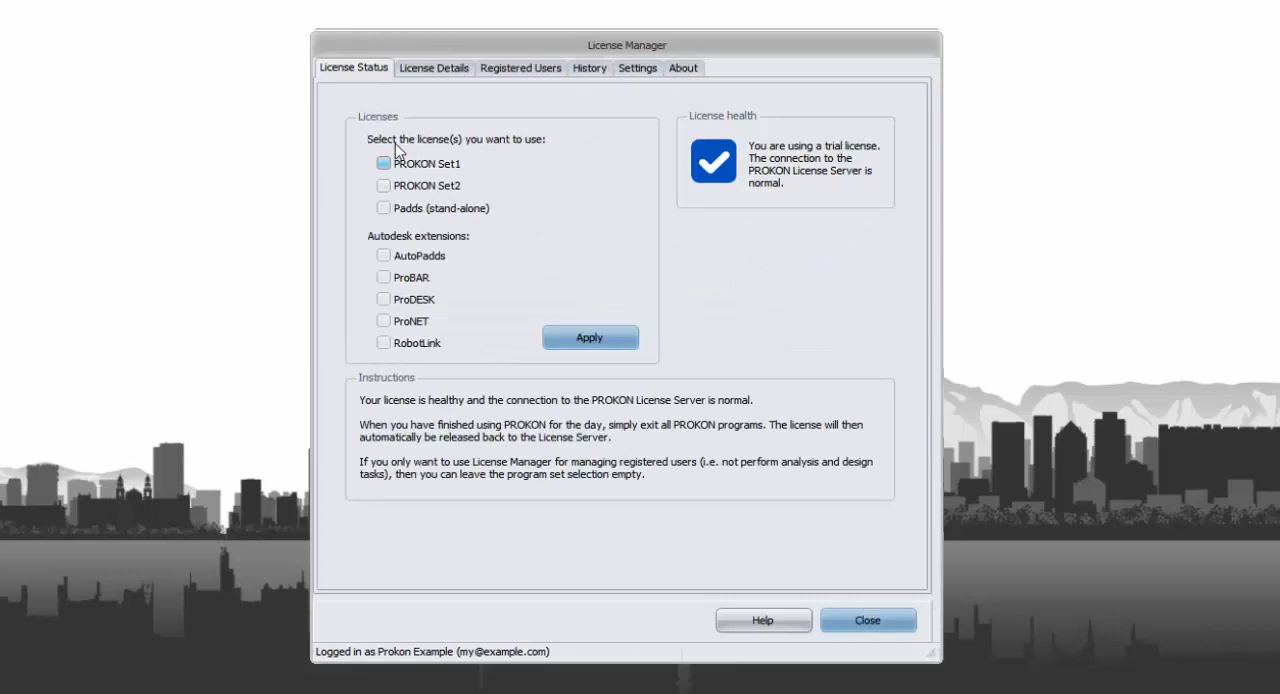 License Manager
License Status
License Details
Registered Users
History
Settings
About
Licenses
Select the license(s) you want to use:
PROKON Set1
PROKON Set2
Padds (stand-alone)
Autodesk extensions:
AutoPadds
ProBAR
ProDESK
ProNET
RobotLink
Apply
License health
You are using a trial license.
The connection to the
PROKON License Server is
normal.
Instructions
Your license is healthy and the connection to the PROKON License Server is normal.
When you have finished using PROKON for the day, simply exit all PROKON programs. The license will then
automatically be released back to the License Server.
If you only want to use License Manager for managing registered users (i.e. not perform analysis and design
tasks), then you can leave the program set selection empty.
Help
Close
Logged in as Prokon Example (my@example.com)